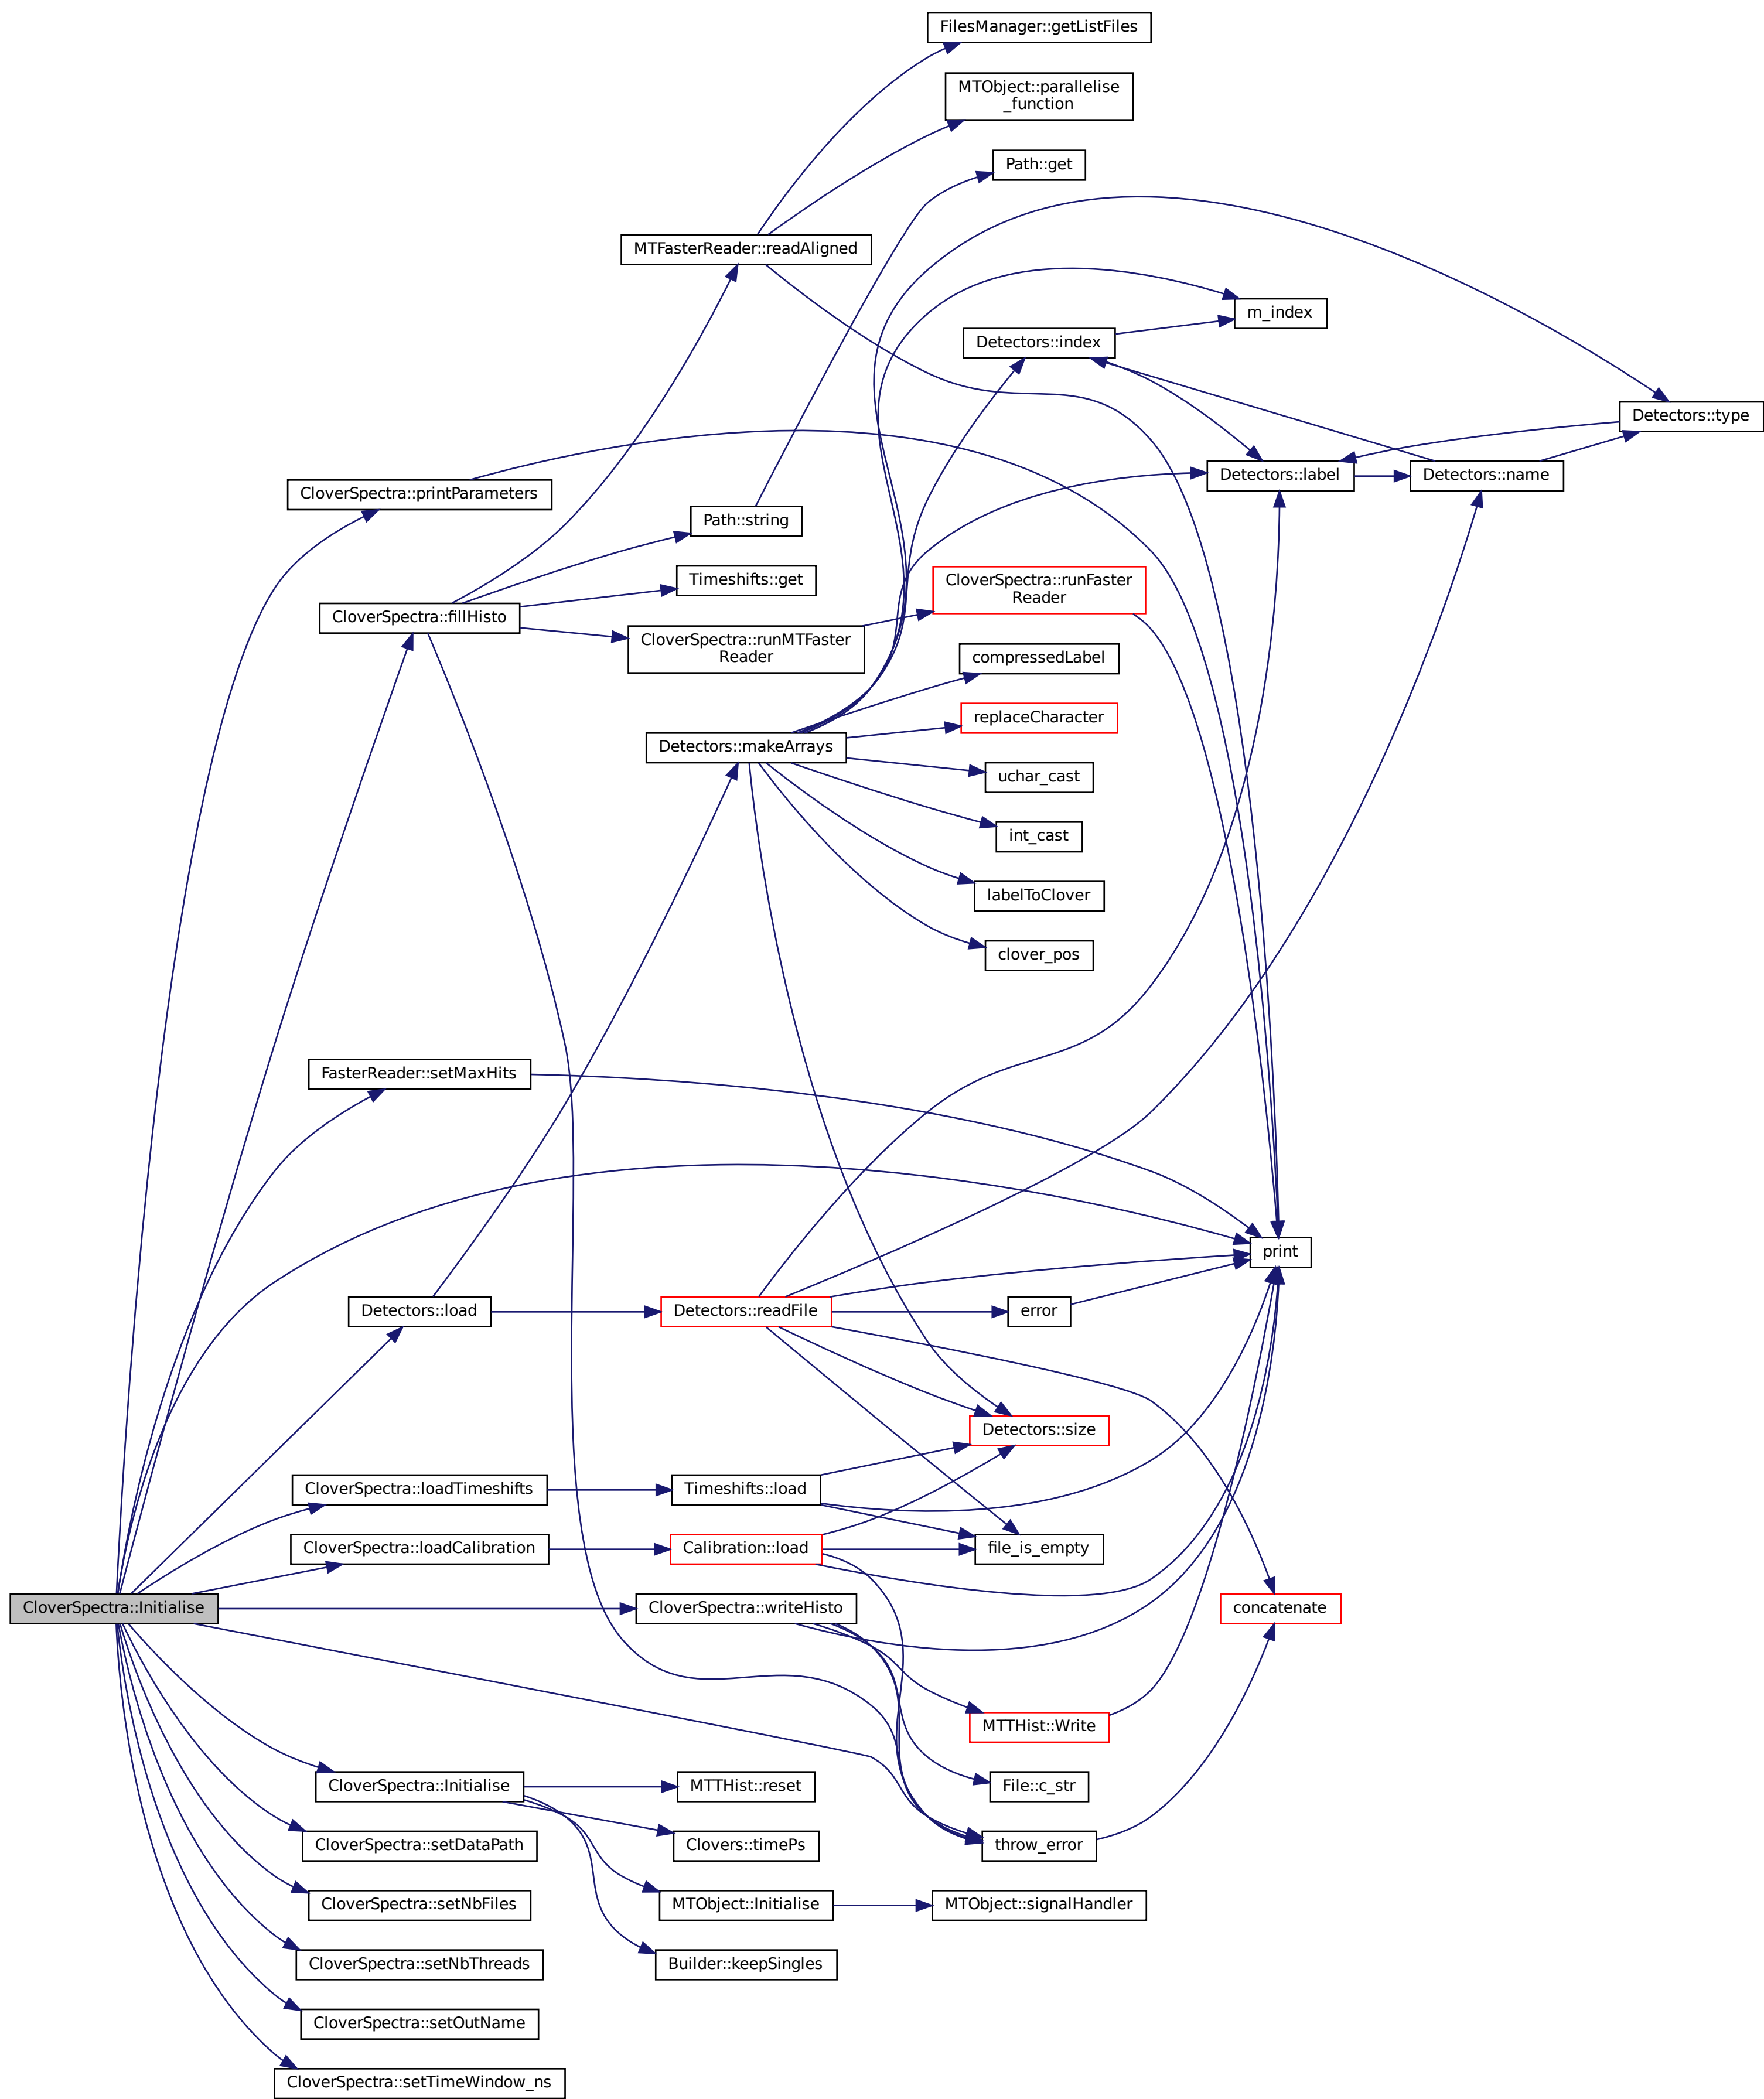 FilesManager::getListFiles
MTObject::parallelise
_function
Path::get
MTFasterReader::readAligned
m_index
Detectors::index
Detectors::type
Detectors::label
Detectors::name
CloverSpectra::printParameters
Path::string
Timeshifts::get
CloverSpectra::runFaster
Reader
CloverSpectra::fillHisto
CloverSpectra::runMTFaster
Reader
compressedLabel
replaceCharacter
Detectors::makeArrays
uchar_cast
int_cast
labelToClover
clover_pos
FasterReader::setMaxHits
print
Detectors::load
Detectors::readFile
error
Detectors::size
CloverSpectra::loadTimeshifts
Timeshifts::load
CloverSpectra::loadCalibration
Calibration::load
file_is_empty
CloverSpectra::Initialise
CloverSpectra::writeHisto
concatenate
MTTHist::Write
CloverSpectra::Initialise
MTTHist::reset
File::c_str
CloverSpectra::setDataPath
Clovers::timePs
throw_error
CloverSpectra::setNbFiles
MTObject::Initialise
MTObject::signalHandler
CloverSpectra::setNbThreads
Builder::keepSingles
CloverSpectra::setOutName
CloverSpectra::setTimeWindow_ns